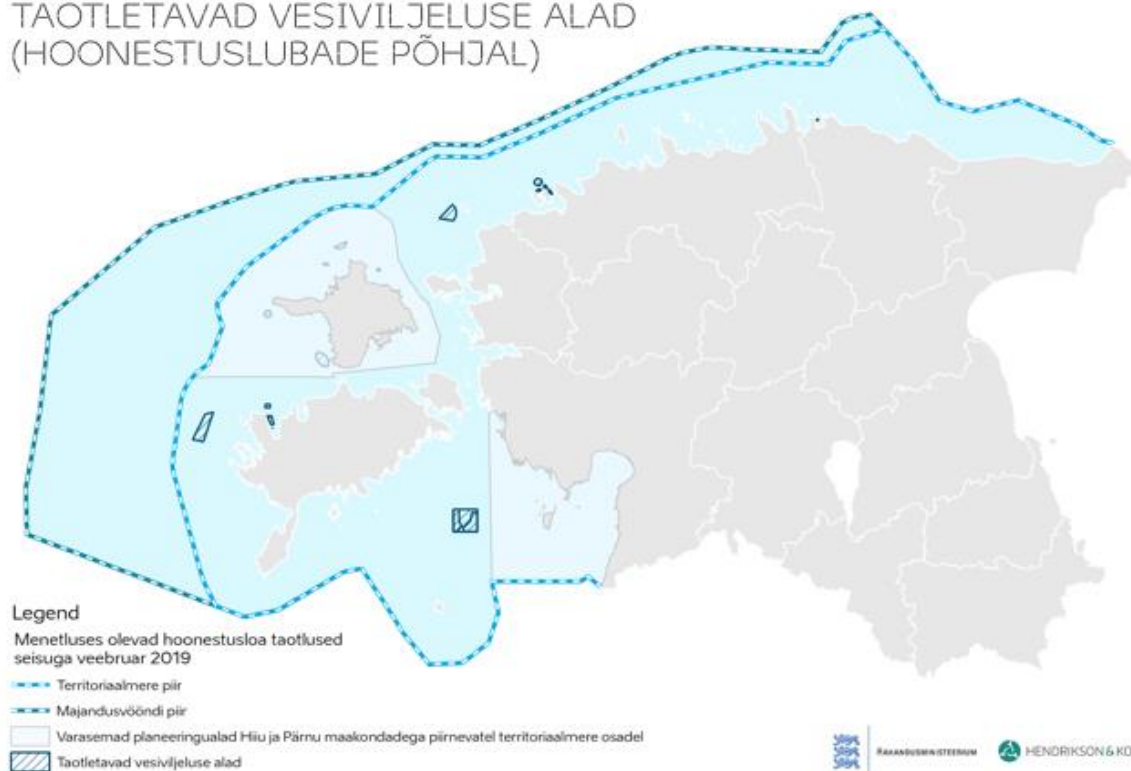 TAOTLETAVAD VESIVILJELUSE ALAD
(HOONESTUSLUBADE PÕHJAL)
Legend
Menetluses olevad hoonestusloa taotlused
seisuga veebruar 2019
Territoriaalmere piir
Majandusvööndi piir
Varasemad planeeringualad Hiiu ja Pärnu maakondadega piirnevatel territoriaalmere osadel
Taotletavad vesiviljeluse alad
RAHANDUSMINISTEERIUM
HENDRIKSON & KO